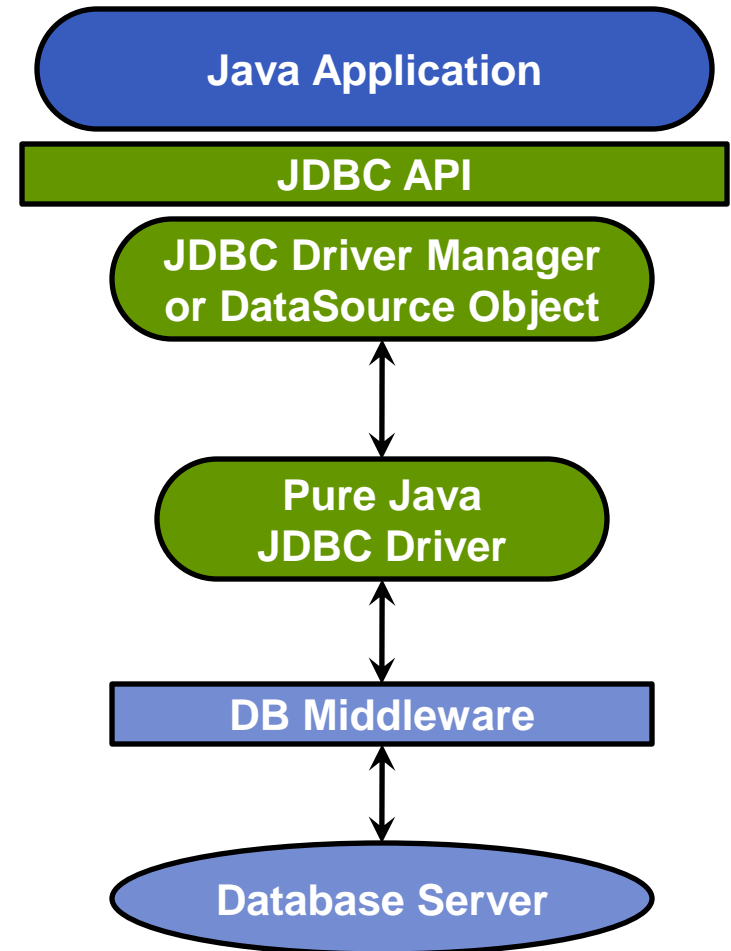 Java Application
JDBC API
JDBC Driver Manager
or DataSource Object
Pure Java
JDBC Driver
DB Middleware
Database Server